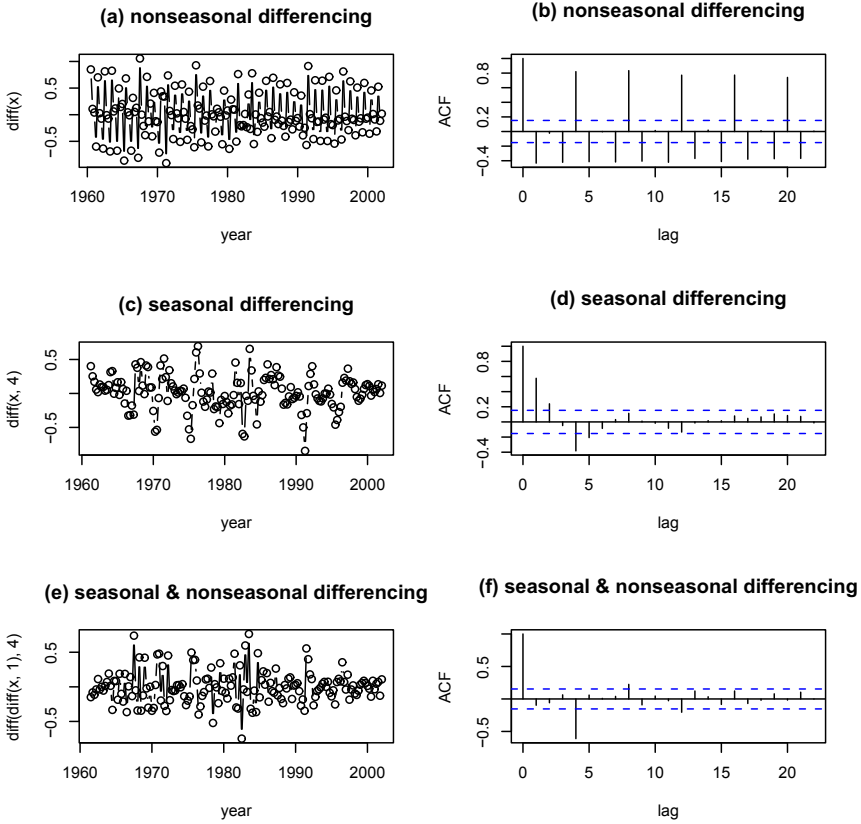 (a) nonseasonal differencing
diff(x)
0.5
−0.5
1960 1970 1980 1990 2000
year
(b) nonseasonal differencing
ACF
0.8
0.2
−0.4
0 5 10 15 20
lag
(c) seasonal differencing
diff(x, 4)
0.5
−0.5
1960 1970 1980 1990 2000
year
(d) seasonal differencing
ACF
0.8
0.2
−0.4
0 5 10 15 20
lag
(e) seasonal & nonseasonal differencing
diff(diff(x, 1), 4)
0.5
−0.5
1960 1970 1980 1990 2000
year
(f) seasonal & nonseasonal differencing
ACF
0.5
−0.5
0 5 10 15 20
lag